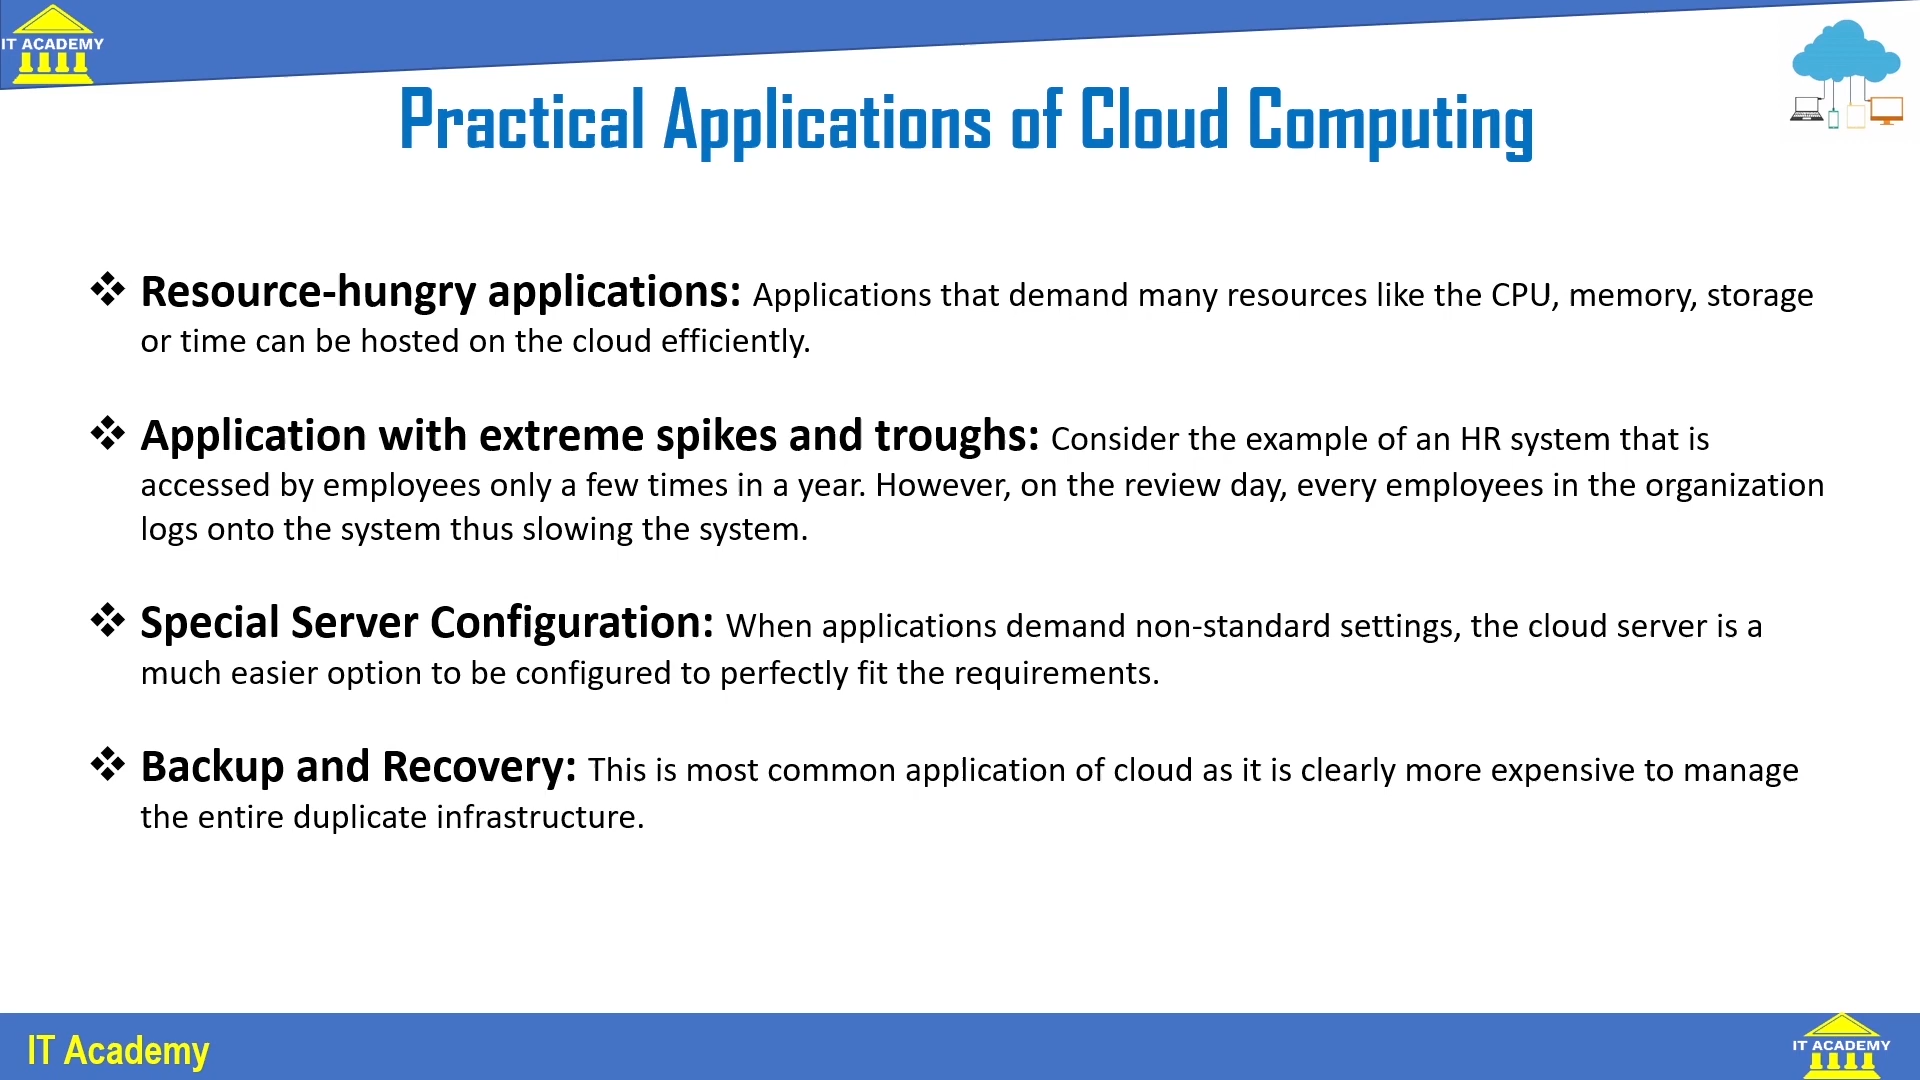 IT ACADEMY
Practical Applications of Cloud Computing
❖ Resource-hungry applications: Applications that demand many resources like the CPU, memory, storage
or time can be hosted on the cloud efficiently.
❖ Application with extreme spikes and troughs: Consider the example of an HR system that is
accessed by employees only a few times in a year. However, on the review day, every employees in the organization
logs onto the system thus slowing the system.
❖ Special Server Configuration: When applications demand non-standard settings, the cloud server is a
much easier option to be configured to perfectly fit the requirements.
❖ Backup and Recovery: This is most common application of cloud as it is clearly more expensive to manage
the entire duplicate infrastructure.
IT Academy
IT ACADEMY